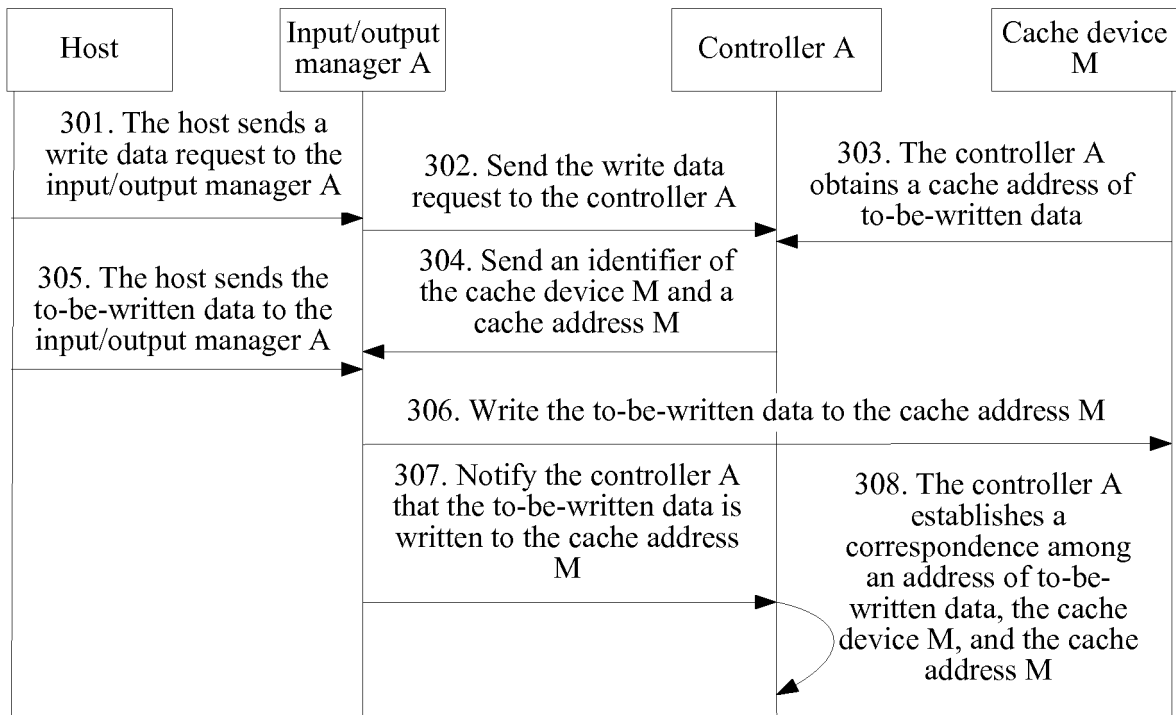 Host
Input/output
manager A
Controller A
Cache device
M
301. The host sends a
write data request to the
input/output manager A
302. Send the write data
request to the controller A
303. The controller A
obtains a cache address of
to-be-written data
304. Send an identifier of
the cache device M and a
cache address M
305. The host sends the
to-be-written data to the
input/output manager A
306. Write the to-be-written data to the cache address M
307. Notify the controller A
that the to-be-written data is
written to the cache address
M
308. The controller A
establishes a
correspondence among
an address of to-be-
written data, the cache
device M, and the cache
address M